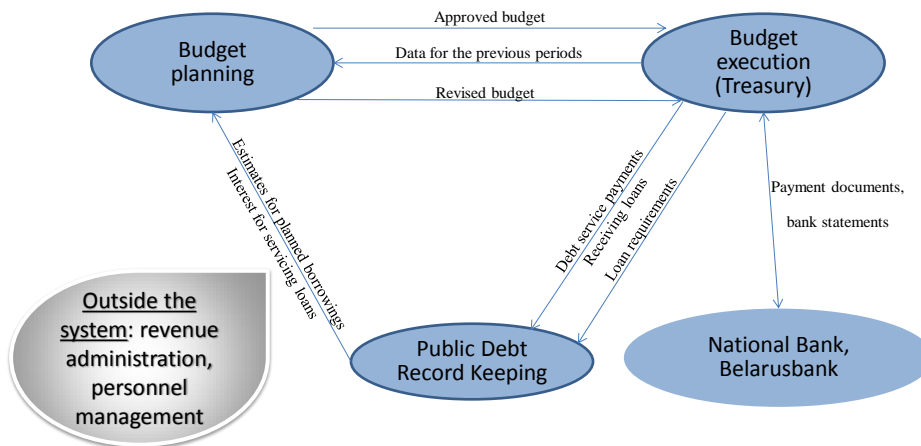 Approved budget
Budget
planning
Data for the previous periods
Budget
execution
(Treasury)
Revised budget
Estimates for planned borrowings
Interest for servicing loans
Debt service payments
Receiving loans
Loan requirements
Payment documents,
bank statements
Outside the
system: revenue
administration,
personnel
management
Public Debt
Record Keeping
National Bank,
Belarusbank